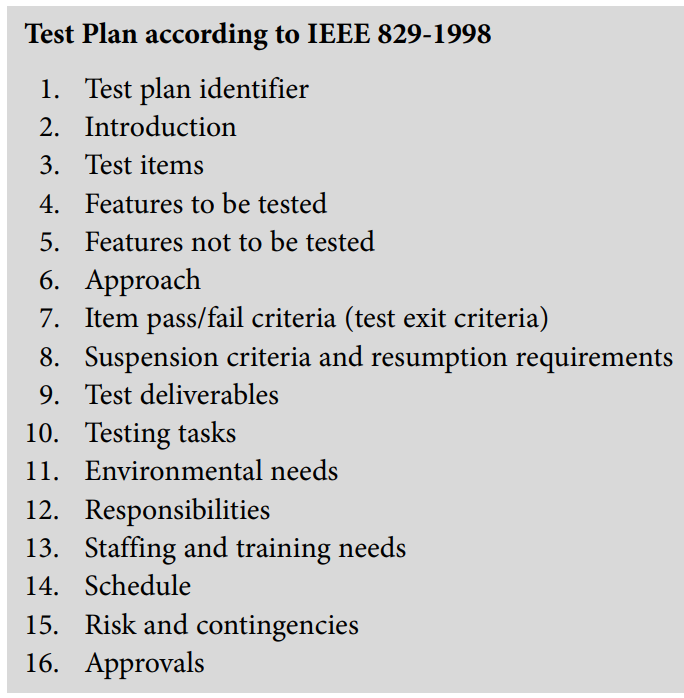 Test Plan according to IEEE 829-1998
1. Test plan identifier
2. Introduction
3. Test items
4. Features to be tested
5. Features not to be tested
6. Approach
7. Item pass/fail criteria (test exit criteria)
8. Suspension criteria and resumption requirements
9. Test deliverables
10. Testing tasks
11. Environmental needs
12. Responsibilities
13. Staffing and training needs
14. Schedule
15. Risk and contingencies
16. Approvals